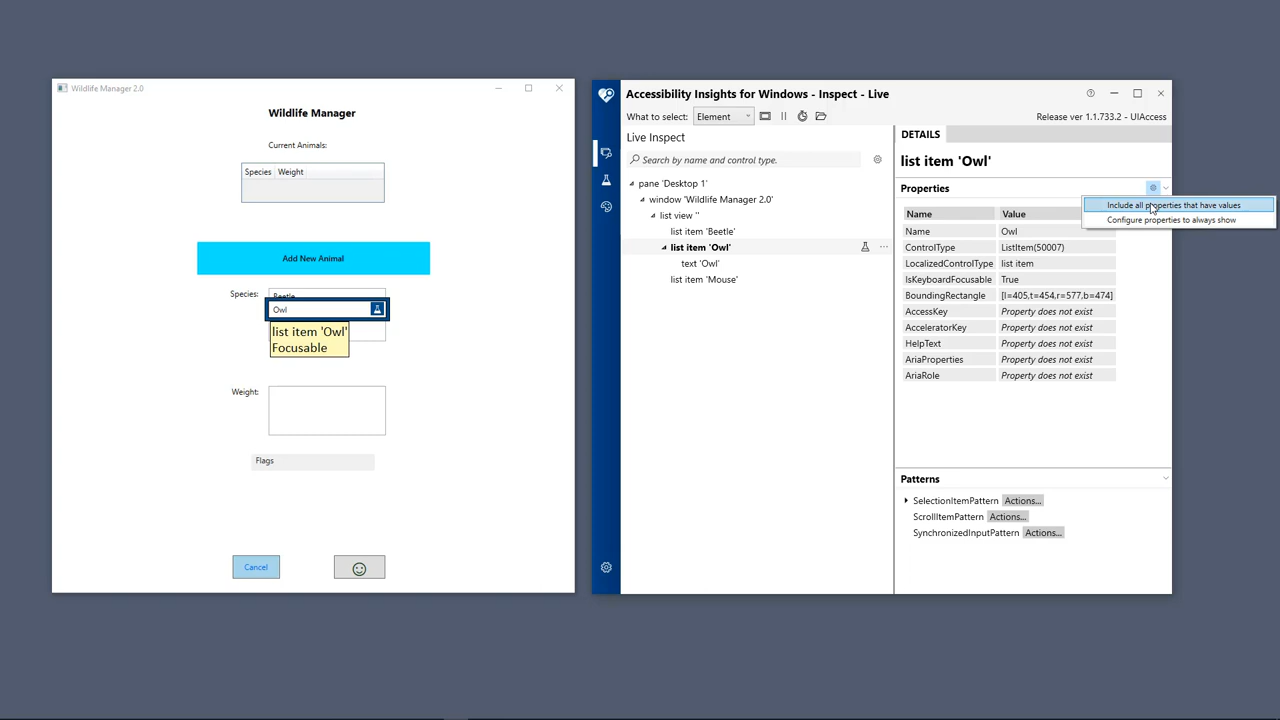 Wildlife Manager 2.0
Wildlife Manager
Current Animals:
Species Weight
Add New Animal
Species:
Beetle
Owl
list item 'Owl'
Focusable
Weight:
Flags
Cancel
Accessibility Insights for Windows - Inspect - Live
What to select: Element
Release ver 1.1.733.2 - UIAccess
Live Inspect
Search by name and control type.
pane 'Desktop 1'
window 'Wildlife Manager 2.0'
list view ''
list item 'Beetle'
list item 'Owl'
text 'Owl'
list item 'Mouse'
DETAILS
list item 'Owl'
Properties
Include all properties that have values
Configure properties to always show
Name Value
Name Owl
ControlType ListItem(50007)
LocalizedControlType list item
IsKeyboardFocusable True
BoundingRectangle [l=405,t=454,r=577,b=474]
AccessKey Property does not exist
AcceleratorKey Property does not exist
HelpText Property does not exist
AriaProperties Property does not exist
AriaRole Property does not exist
Patterns
SelectionItemPattern Actions...
ScrollItemPattern Actions...
SynchronizedInputPattern Actions...